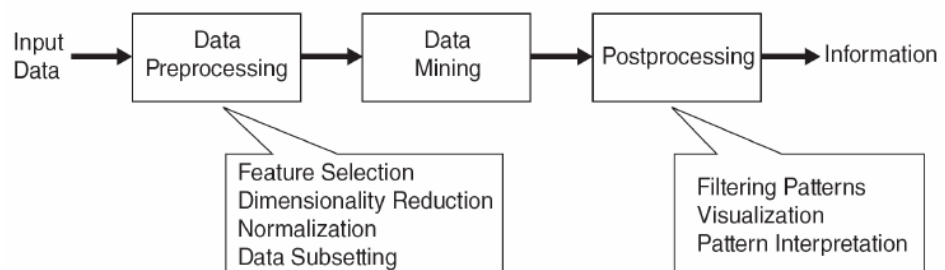 Input
Data
Data
Preprocessing
Data
Mining
Postprocessing
Information
Feature Selection
Dimensionality Reduction
Normalization
Data Subsetting
Filtering Patterns
Visualization
Pattern Interpretation